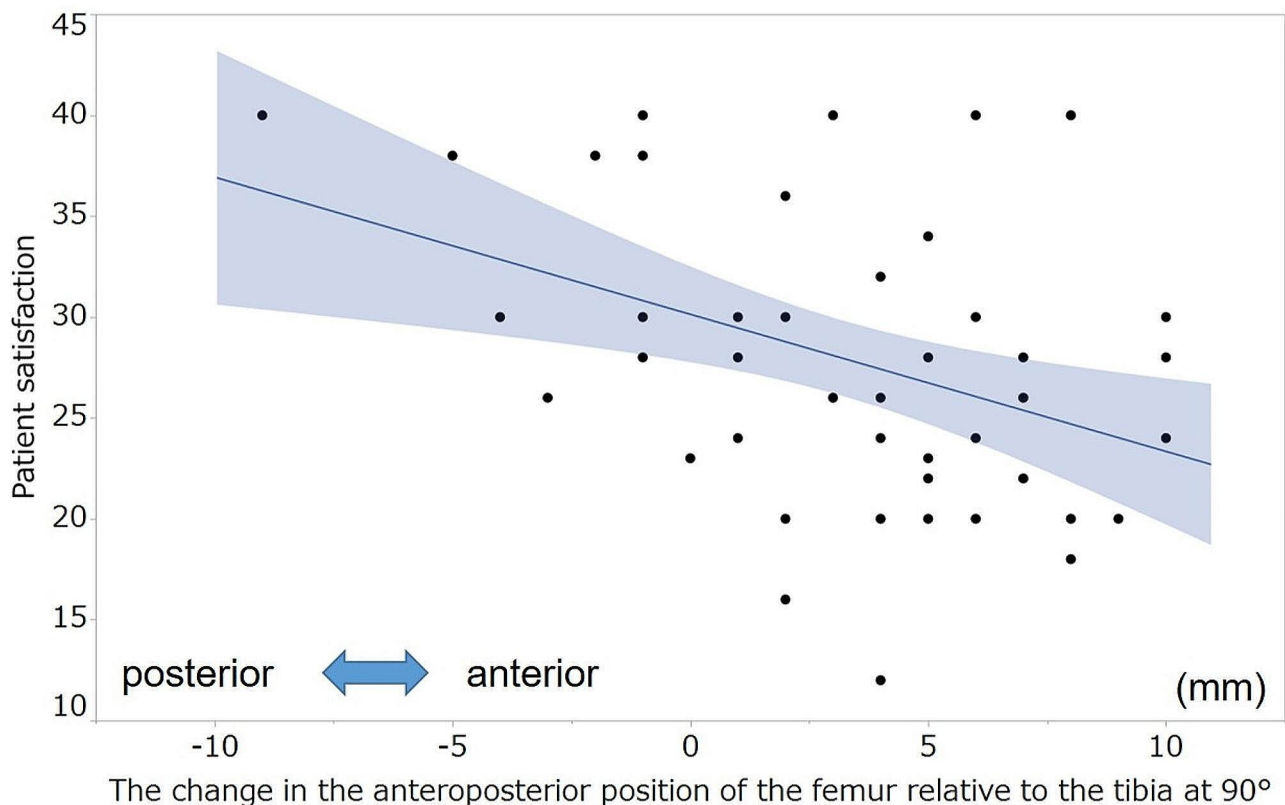 45
40
35
30
25
20
15
10
Patient satisfaction
posterior anterior
(mm)
-10 -5 0 5 10
The change in the anteroposterior position of the femur relative to the tibia at 90°